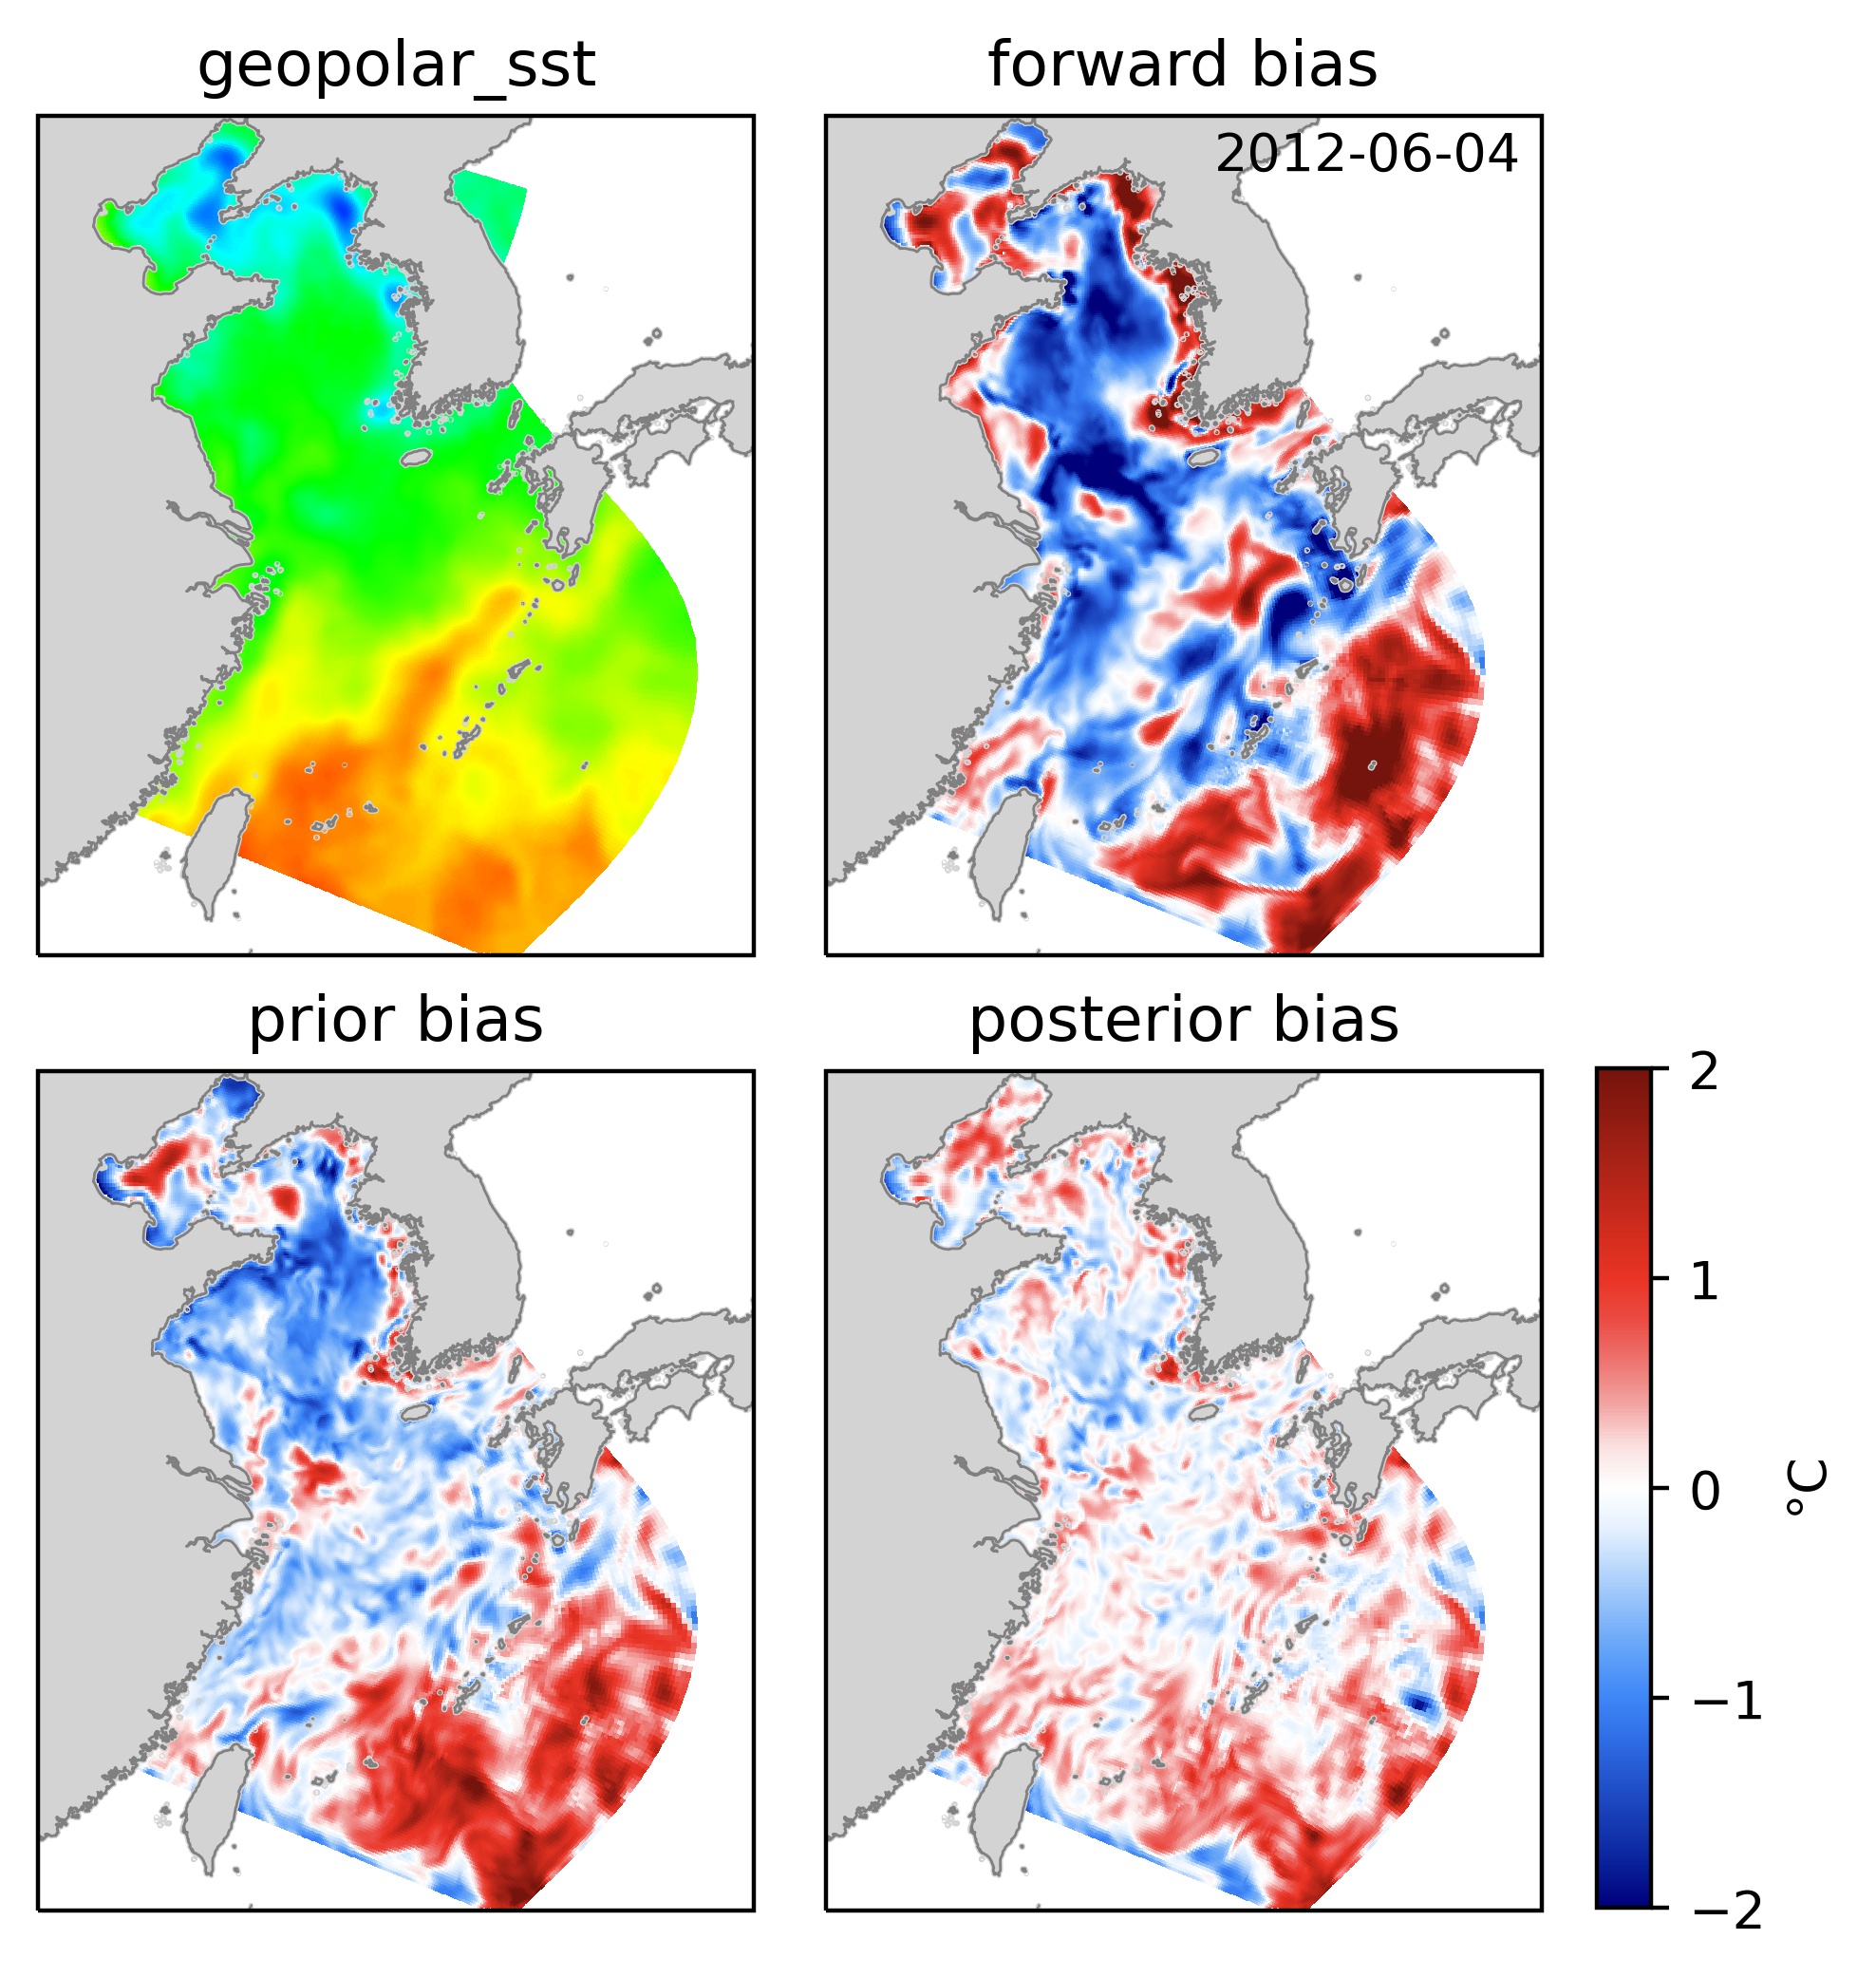 geopolar_sst
forward bias
2012-06-04
prior bias
posterior bias
2
1
0
−1
−2
°C